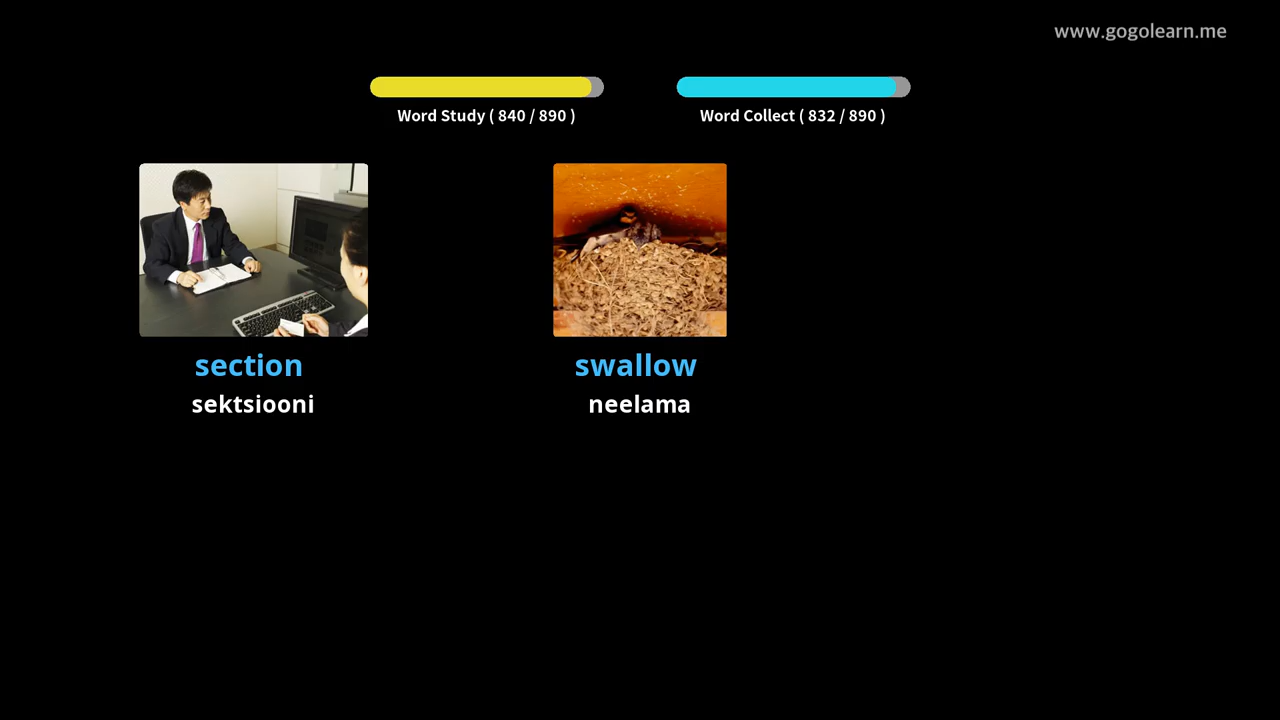 www.gogolearn.me
Word Study ( 840 / 890 )
Word Collect ( 832 / 890 )
section
swallow
sektsiooni
neelama